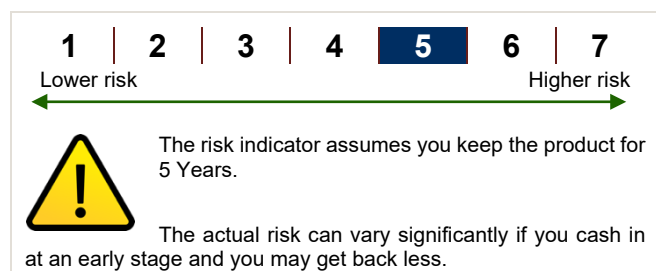 1 2 3 4 5 6 7
Lower risk Higher risk
The risk indicator assumes you keep the product for
5 Years.
The actual risk can vary significantly if you cash in
at an early stage and you may get back less.